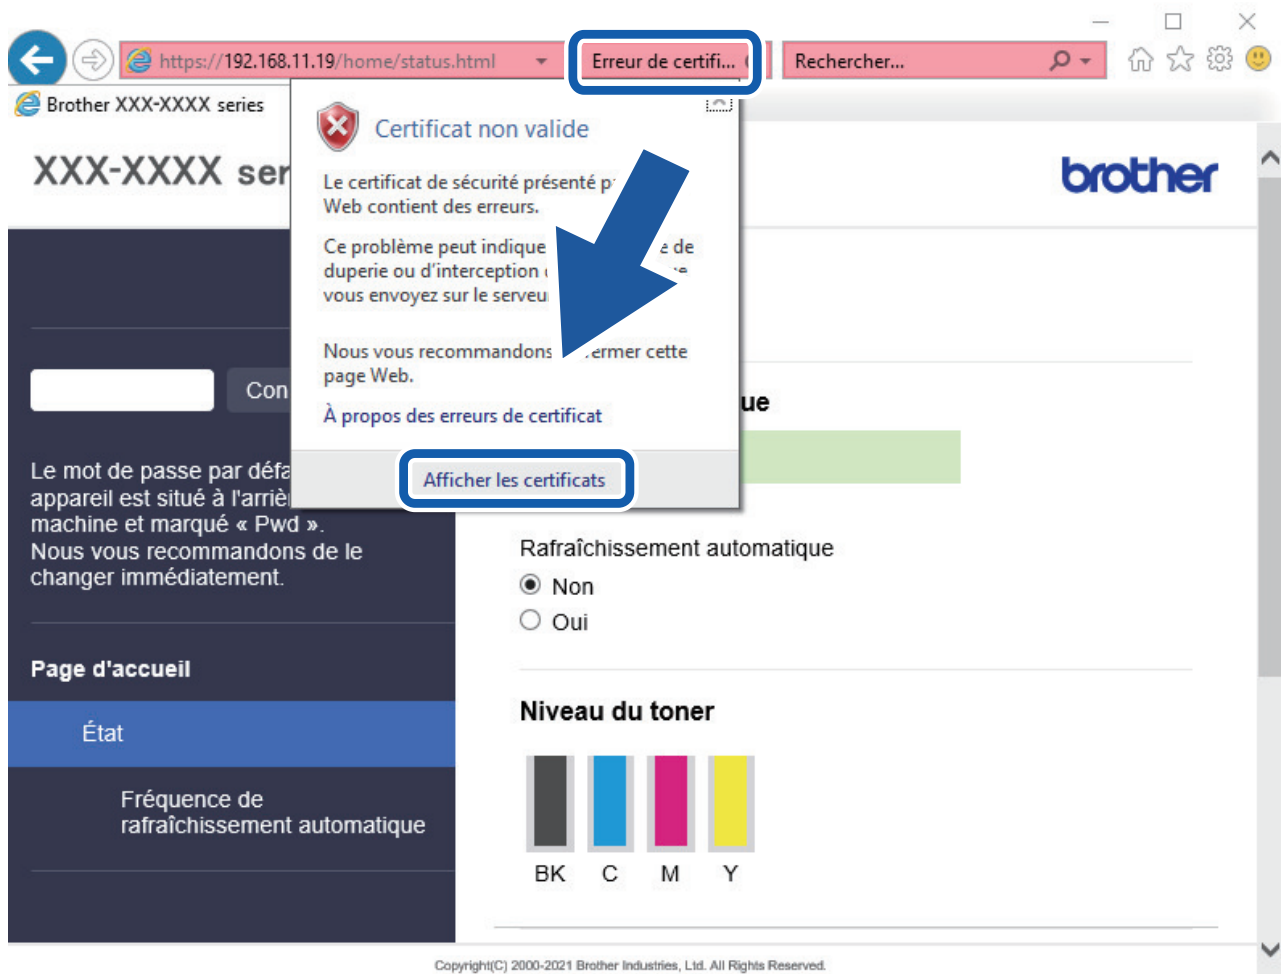 https://192.168.11.19/home/status.html
Erreur de certifi...
Rechercher...
Brother XXX-XXXX series
Certificat non valide
XXX-XXXX ser
brother
Le certificat de sécurité présenté
Web contient des erreurs.
Ce problème peut indique de
duperie ou d'interception
vous envoyez sur le serveu
Nous vous recommandons fermer cette
page Web.
À propos des erreurs de certificat
Afficher les certificats
Con
ue
Le mot de passe par défa
appareil est situé à l'arriè
machine et marqué « Pwd ».
Nous vous recommandons de le
changer immédiatement.
Rafraîchissement automatique
Non
Oui
Page d'accueil
État
Fréquence de
rafraîchissement automatique
Niveau du toner
BK C M Y
Copyright(C) 2000-2021 Brother Industries, Ltd. All Rights Reserved.